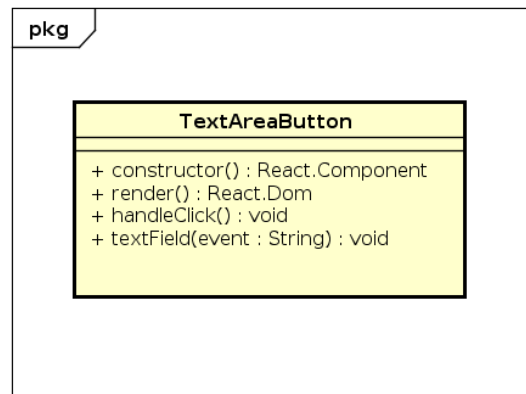 pkg
TextAreaButton
+ constructor() : React.Component
+ render() : React.Dom
+ handleClick() : void
+ textField(event : String) : void